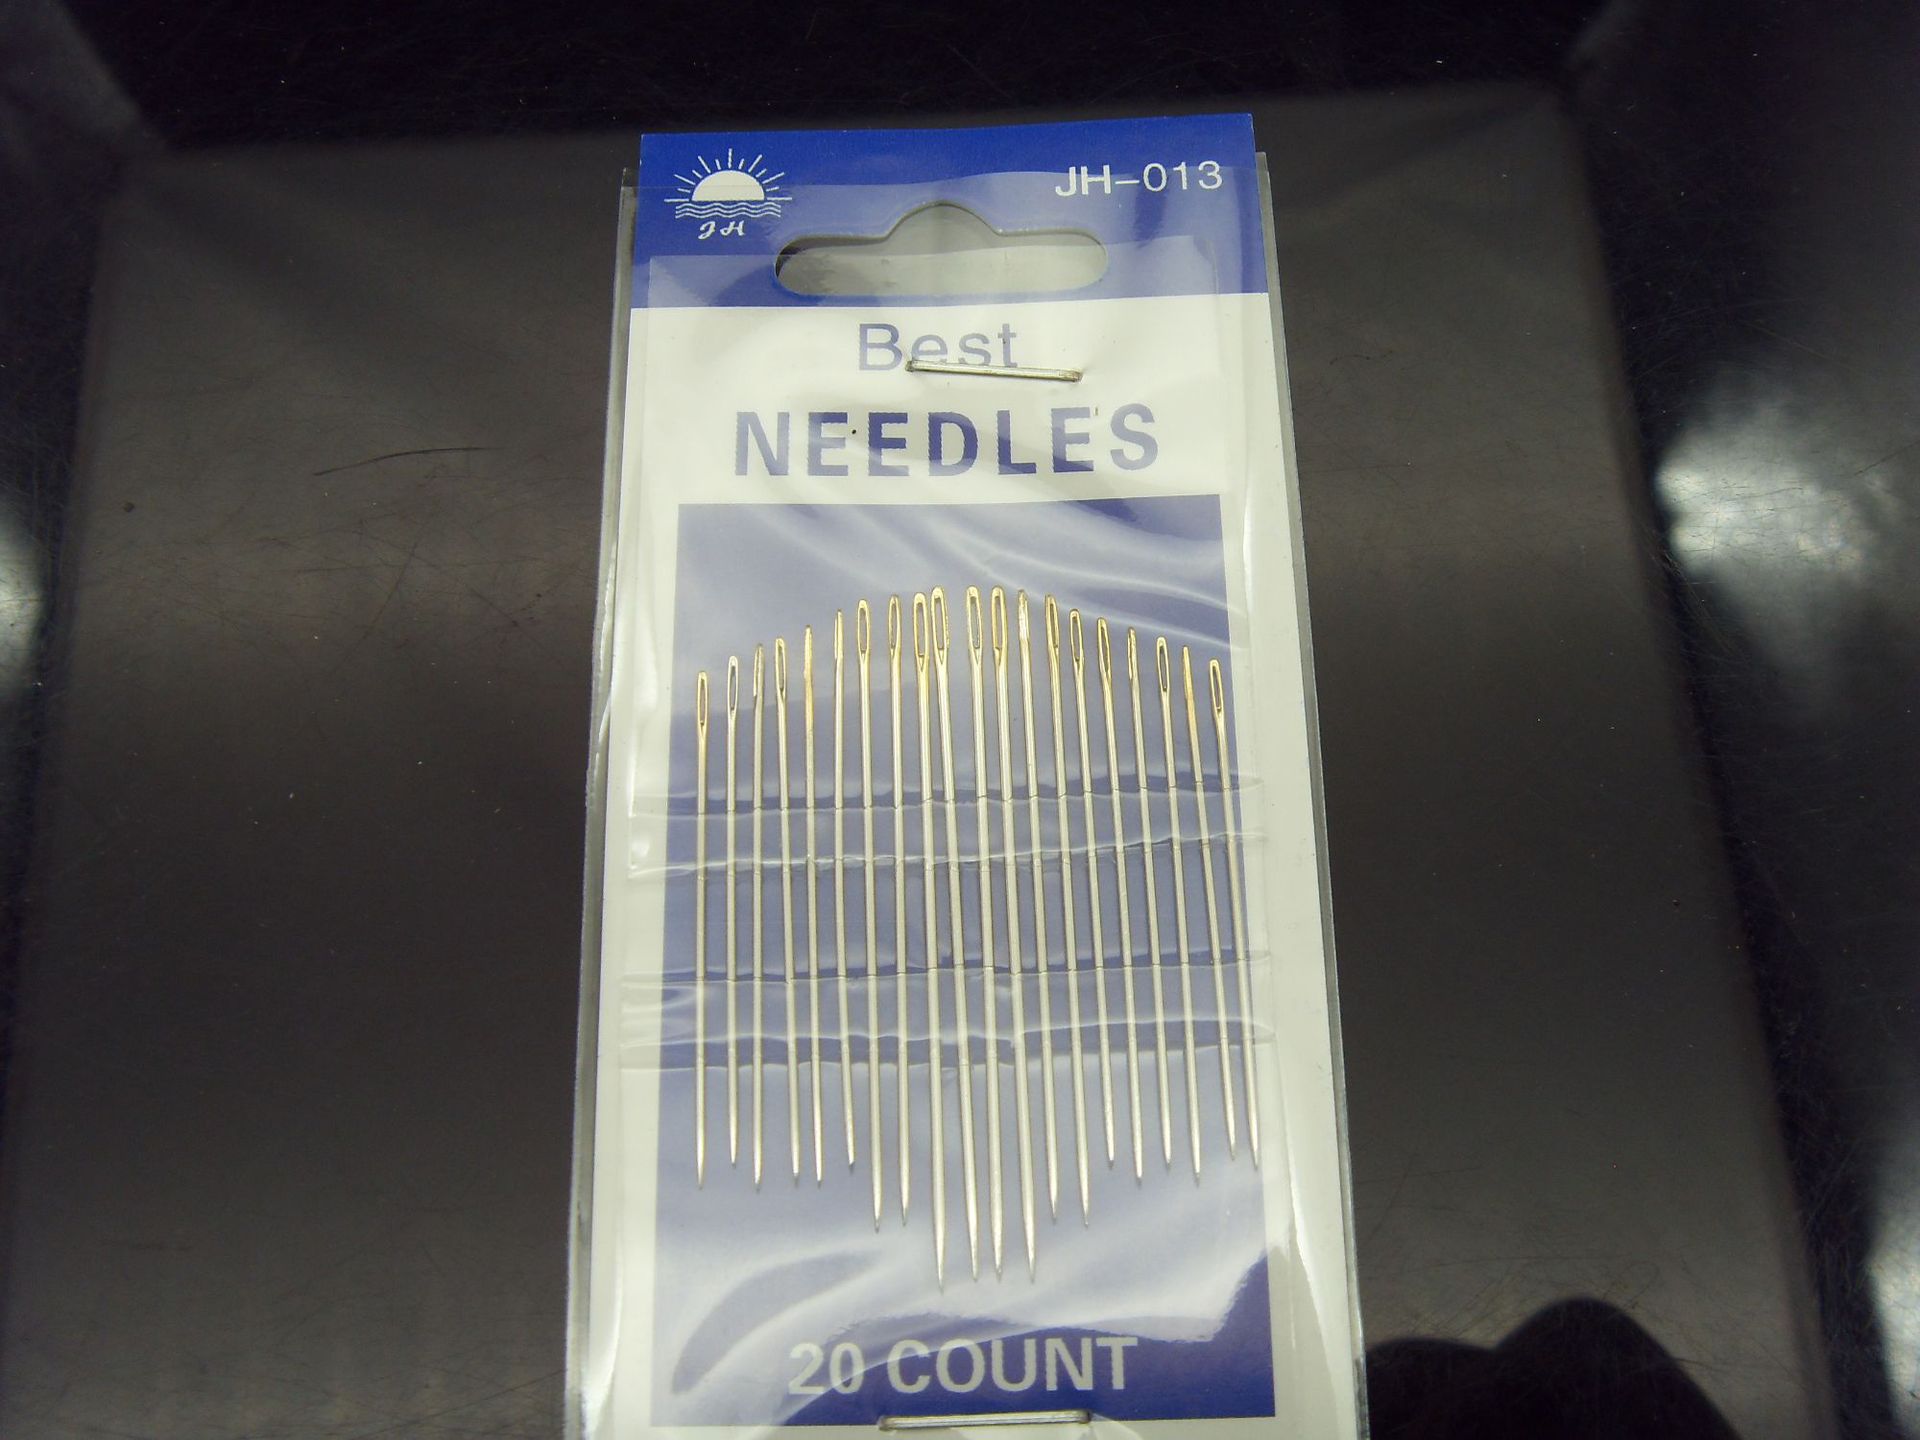 JH-013
JH
Best
NEEDLES
20 COUNT